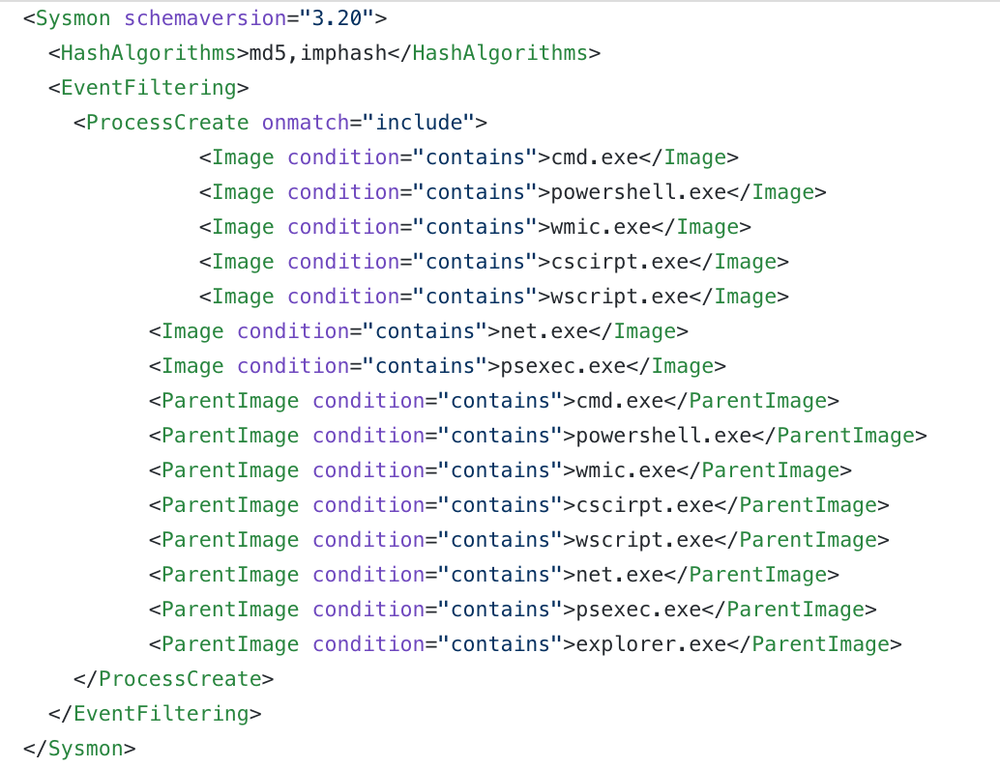 <Sysmon schemaversion="3.20">
<HashAlgorithms>md5,imphash</HashAlgorithms>
<EventFiltering>
<ProcessCreate onmatch="include">
<Image condition="contains">cmd.exe</Image>
<Image condition="contains">powershell.exe</Image>
<Image condition="contains">wmic.exe</Image>
<Image condition="contains">cscirpt.exe</Image>
<Image condition="contains">wscript.exe</Image>
<Image condition="contains">net.exe</Image>
<Image condition="contains">psexec.exe</Image>
<ParentImage condition="contains">cmd.exe</ParentImage>
<ParentImage condition="contains">powershell.exe</ParentImage>
<ParentImage condition="contains">wmic.exe</ParentImage>
<ParentImage condition="contains">cscirpt.exe</ParentImage>
<ParentImage condition="contains">wscript.exe</ParentImage>
<ParentImage condition="contains">net.exe</ParentImage>
<ParentImage condition="contains">psexec.exe</ParentImage>
<ParentImage condition="contains">explorer.exe</ParentImage>
</ProcessCreate>
</EventFiltering>
</Sysmon>